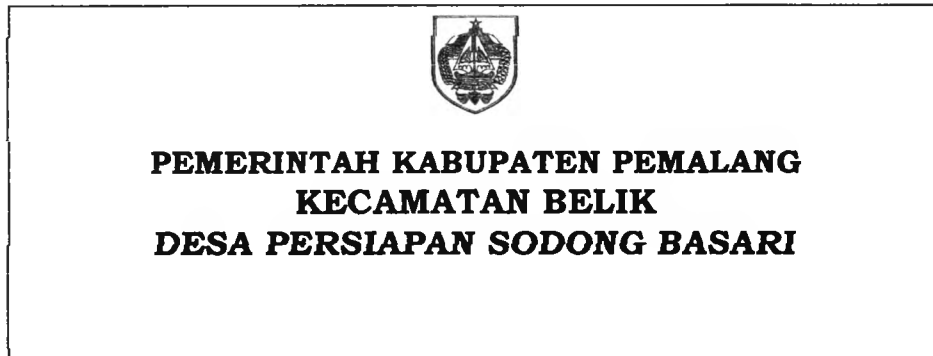 PEMERINTAH KABUPATEN PEMALANG
KECAMATAN BELIK
DESA PERSIAPAN SODONG BASARI